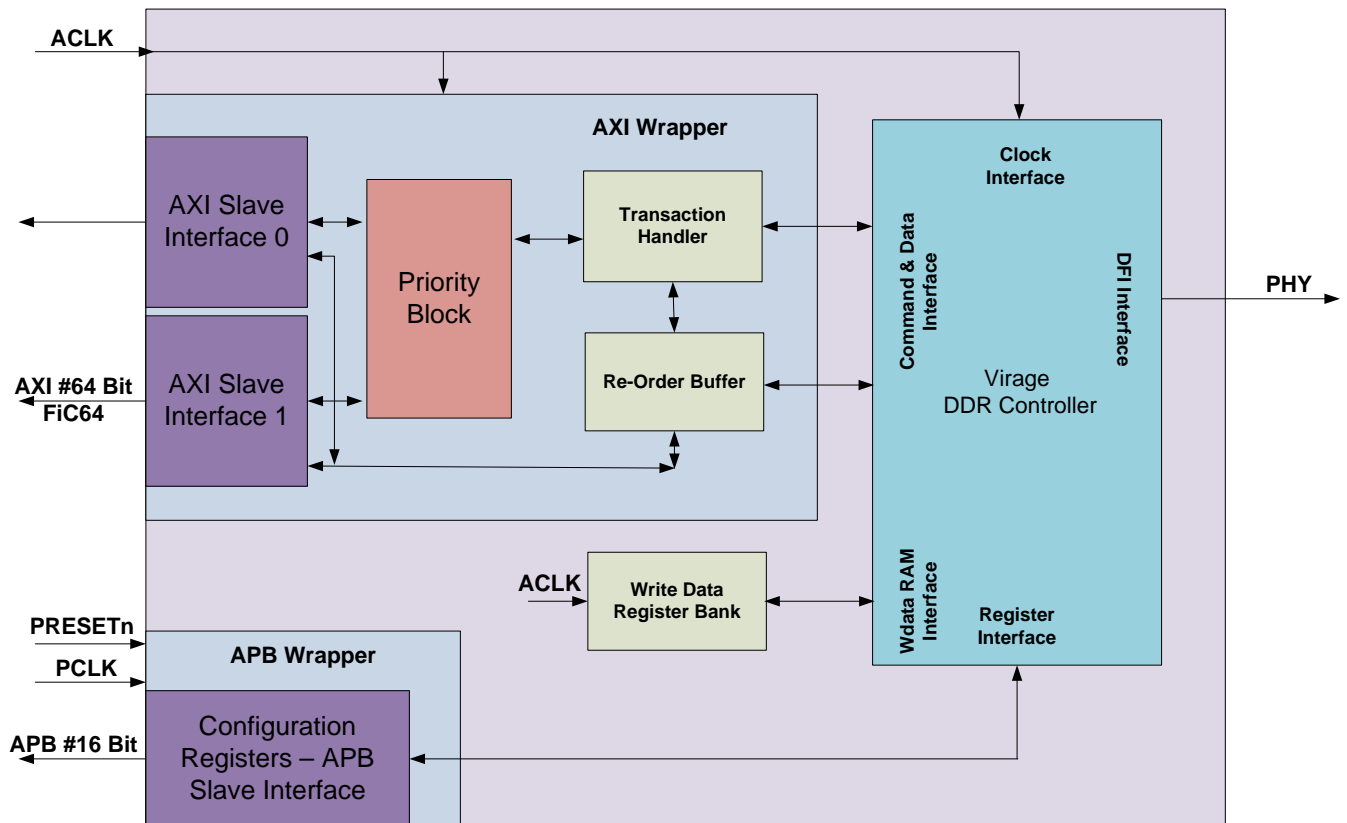 ACLK
AXI Wrapper
AXI Slave
Interface 0
Priority
Block
Transaction
Handler
Re-Order Buffer
AXI Slave
Interface 1
AXI #64 Bit
FiC64
Clock
Interface
Command & Data
Interface
DFI Interface
PHY
Virage
DDR Controller
Wdata RAM
Interface
Register
Interface
ACLK
Write Data
Register Bank
PRESETn
PCLK
APB Wrapper
APB #16 Bit
Configuration
Registers – APB
Slave Interface